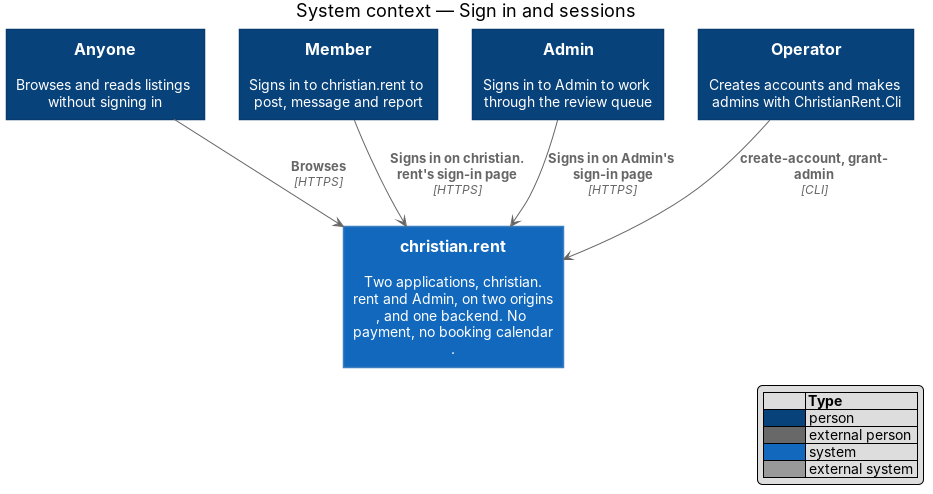 System context — Sign in and sessions
Anyone
Browses and reads listings
without signing in
Member
Signs in to christian.rent to
post, message and report
Admin
Signs in to Admin to work
through the review queue
Operator
Creates accounts and makes
admins with ChristianRent.Cli
Browses
[HTTPS]
Signs in on christian.
rent's sign-in page
[HTTPS]
Signs in on Admin's
sign-in page
[HTTPS]
create-account, grant-
admin
[CLI]
christian.rent
Two applications, christian.
rent and Admin, on two origins
, and one backend. No
payment, no booking calendar
.
Type
person
external person
system
external system